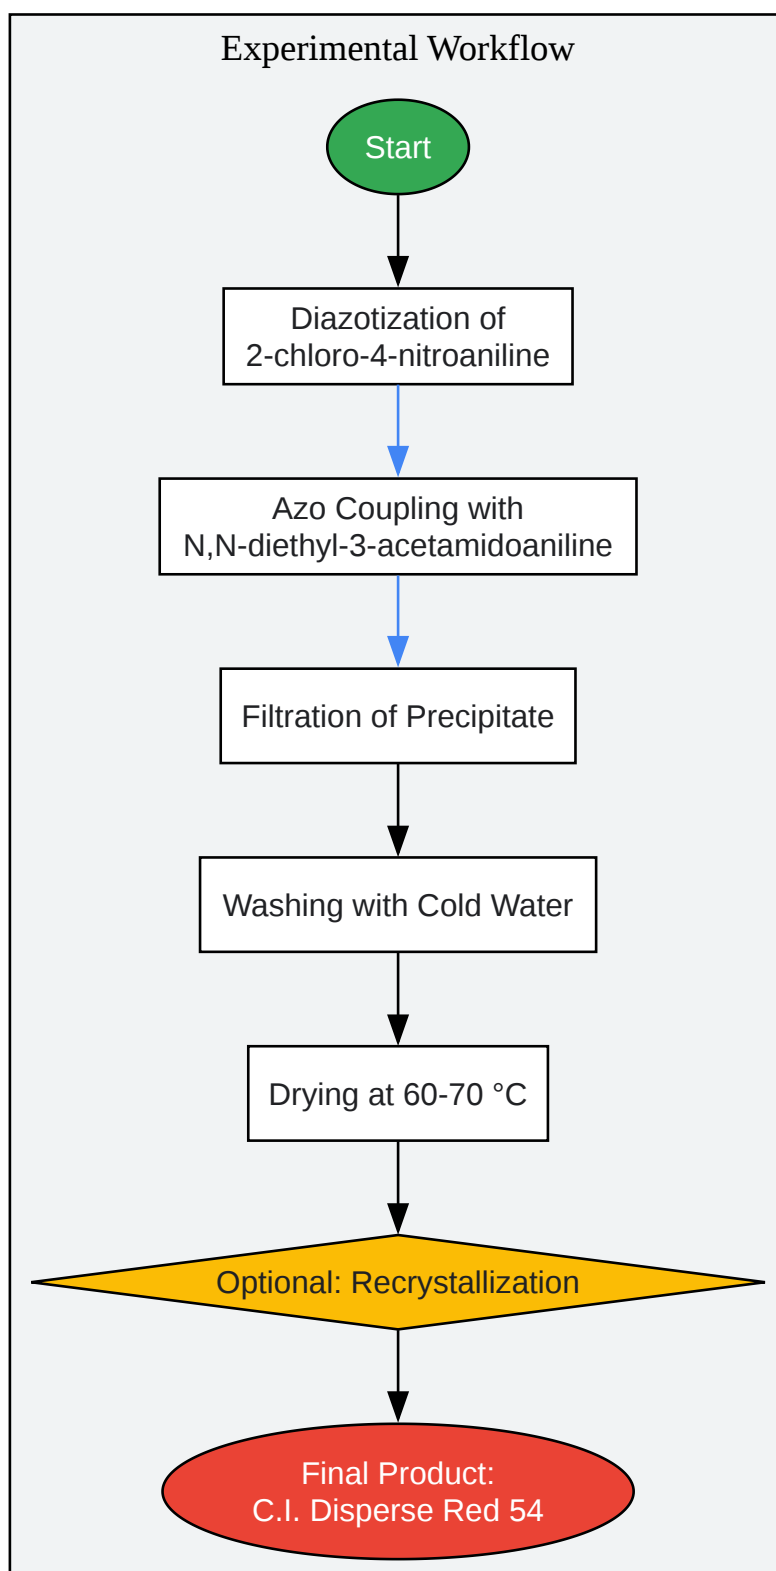 Experimental Workflow
Start
Diazotization of
2-chloro-4-nitroaniline
Azo Coupling with
N,N-diethyl-3-acetamidoaniline
Filtration of Precipitate
Washing with Cold Water
Drying at 60-70 °C
Optional: Recrystallization
Final Product:
C.I. Disperse Red 54